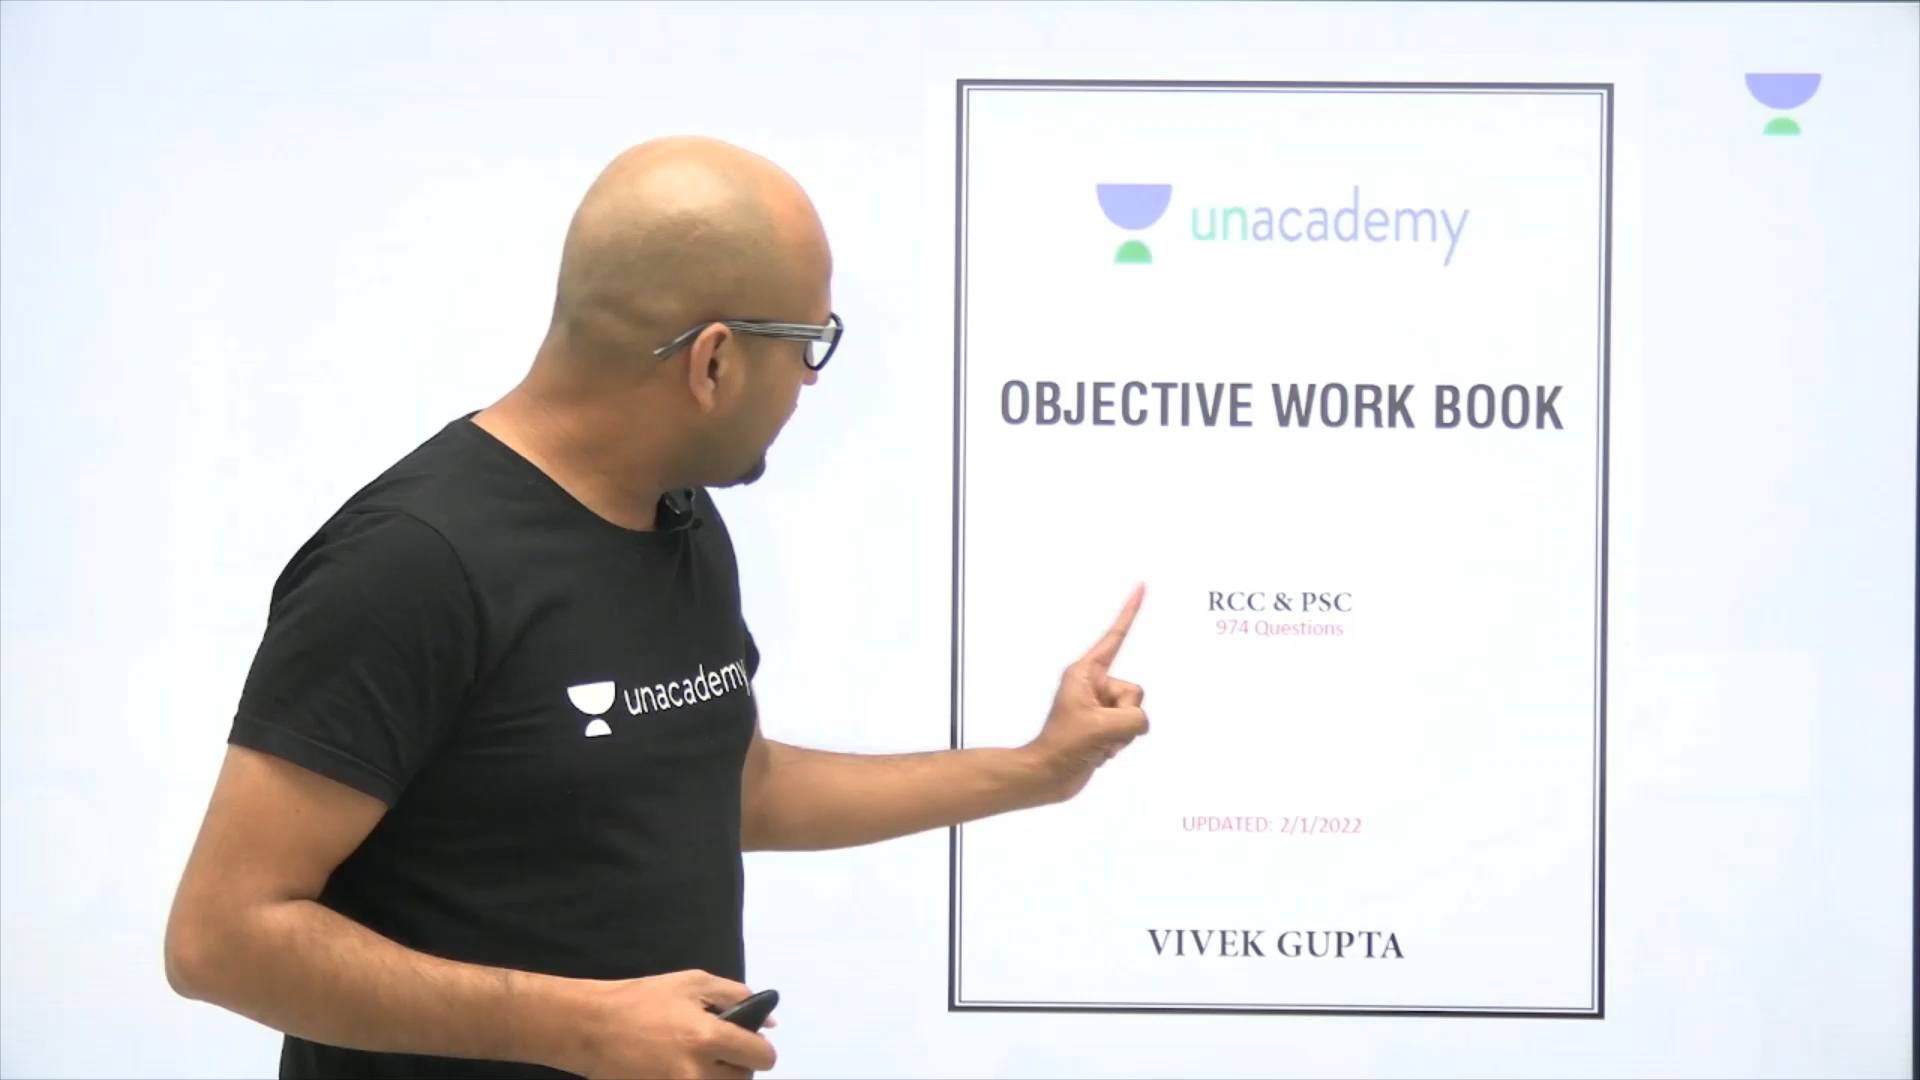 unacademy
OBJECTIVE WORK BOOK
RCC & PSC
974 Questions
UPDATED: 2/1/2022
VIVEK GUPTA
unacademy